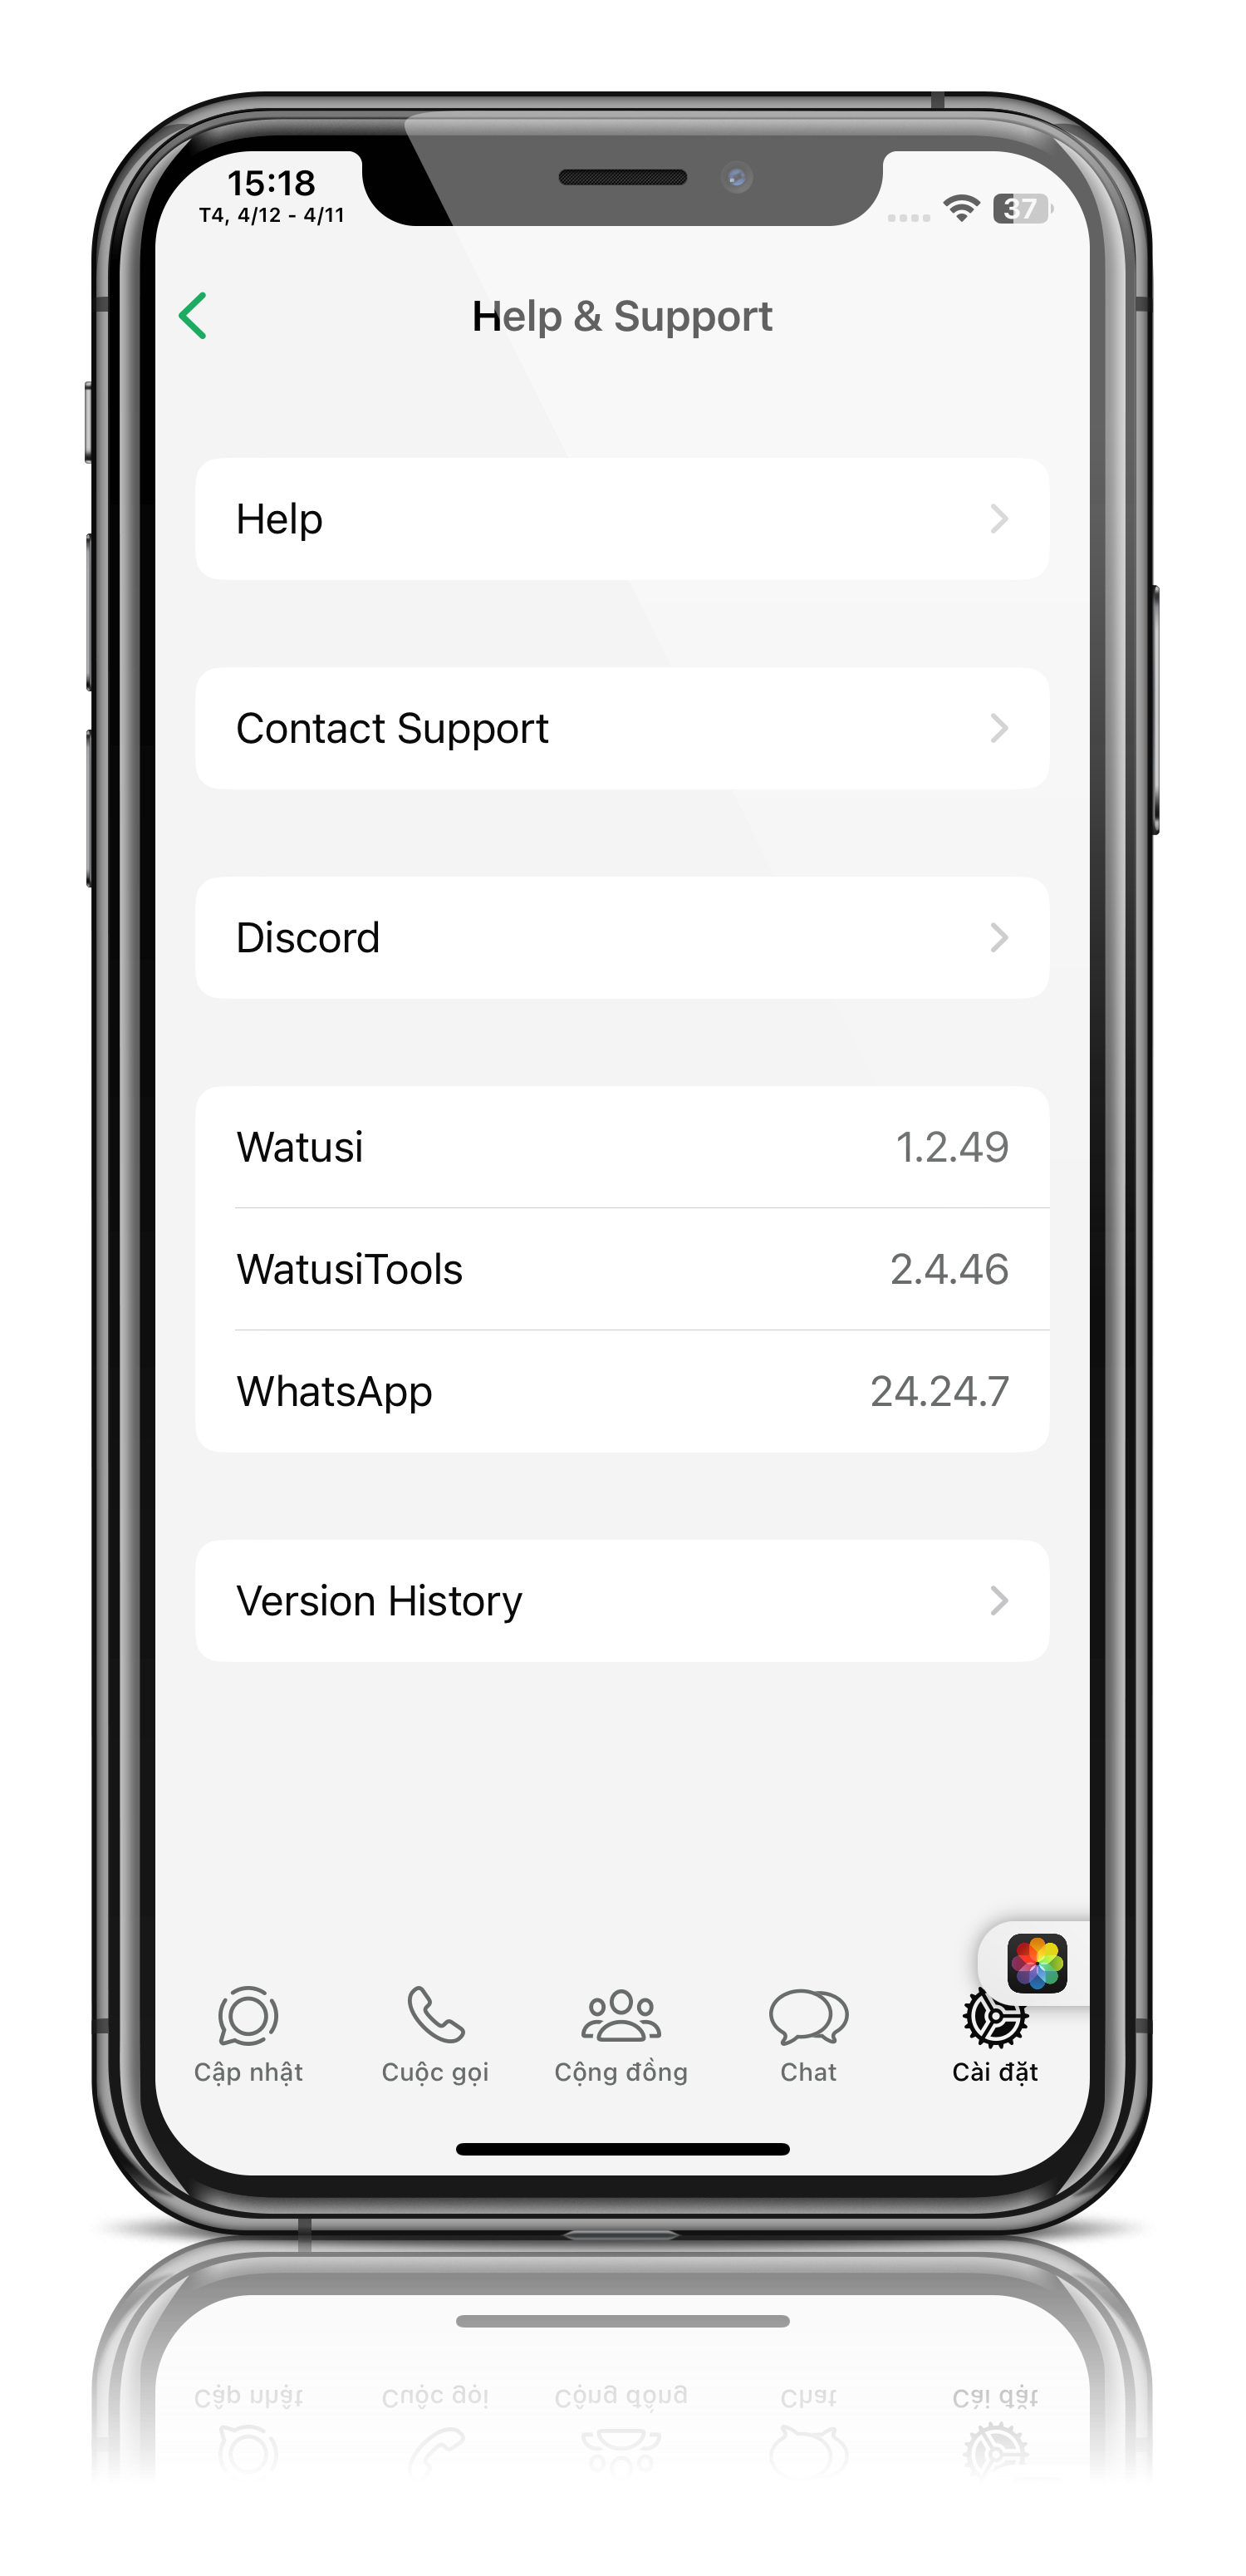 15:18
T4, 4/12 - 4/11
37
Help & Support
Help
Contact Support
Discord
Watusi 1.2.49
WatusiTools 2.4.46
WhatsApp 24.24.7
Version History
Cập nhật Cuộc gọi Cộng đồng Chat Cài đặt